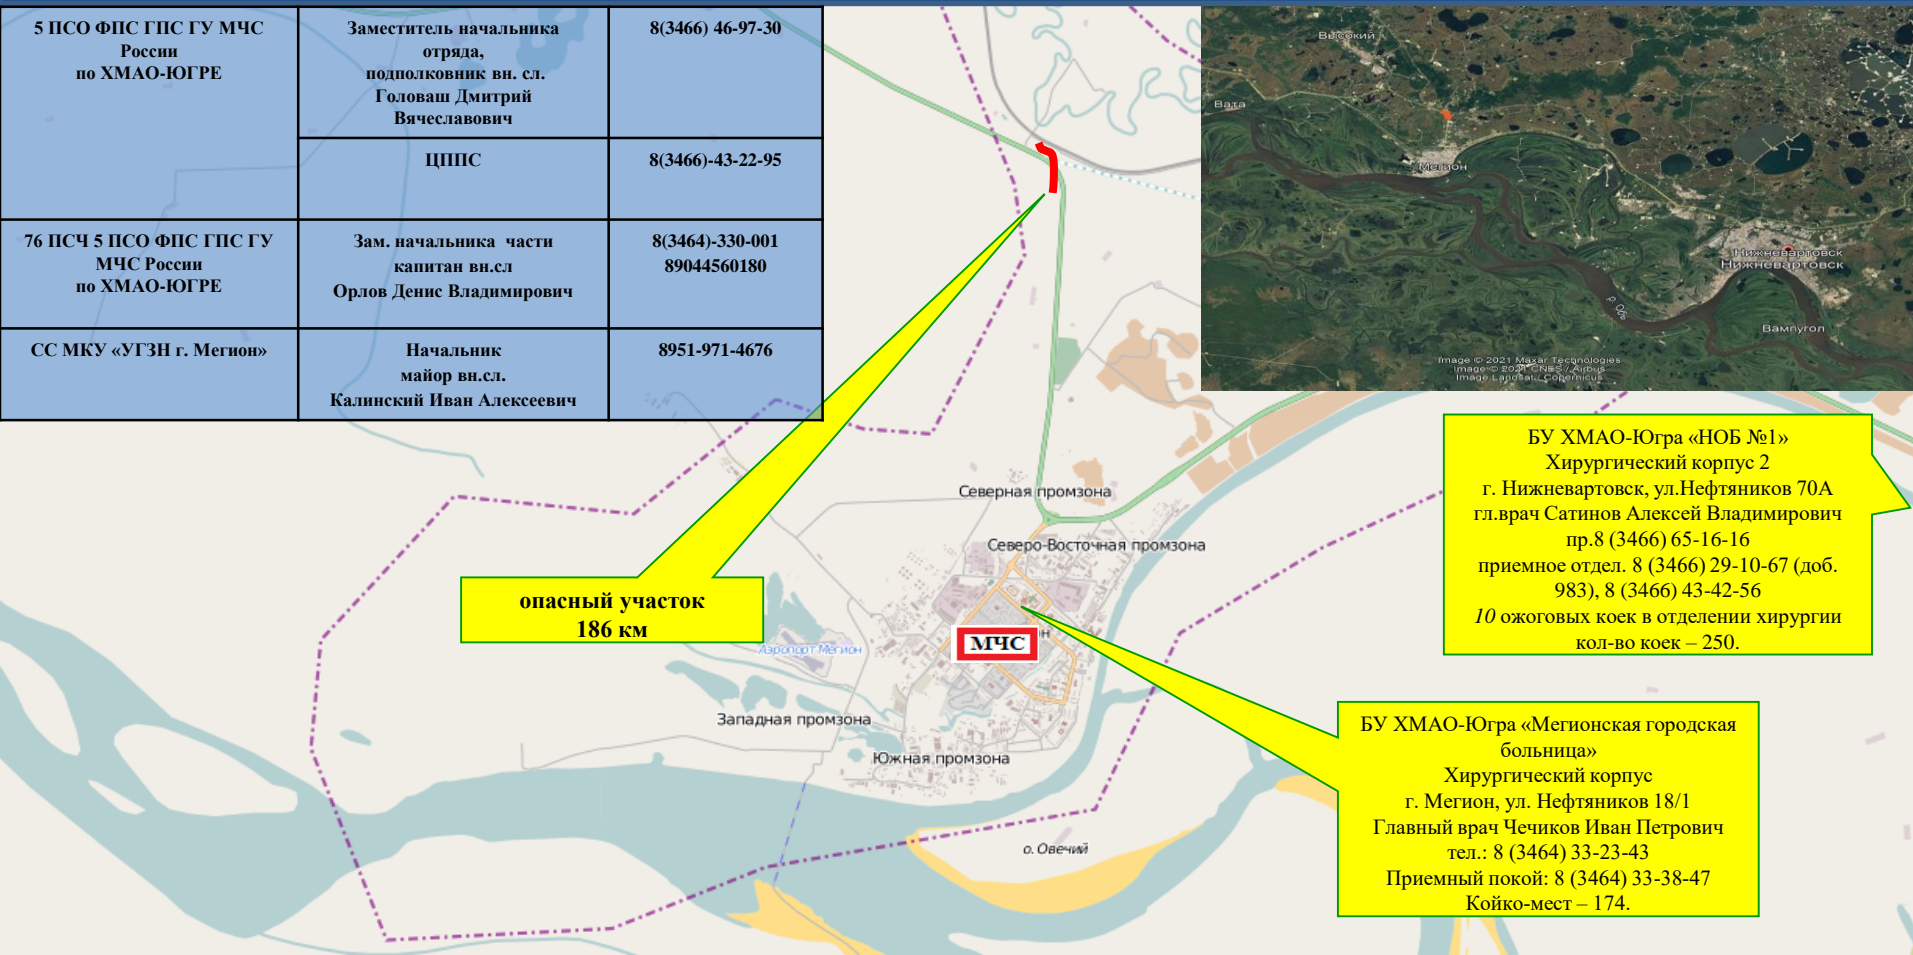 5 ПСО ФПС ГПС ГУ МЧС
России
по ХМАО-ЮГРЕ
Заместитель начальника
отряда,
подполковник вн. сл.
Головаш Дмитрий
Вячеславович
8(3466) 46-97-30
ЦППС
8(3466)-43-22-95
76 ПСЧ 5 ПСО ФПС ГПС ГУ
МЧС России
по ХМАО-ЮГРЕ
Зам. начальника части
капитан вн.сл
Орлов Денис Владимирович
8(3464)-330-001
89044560180
СС МКУ «УГЗН г. Мегион»
Начальник
майор вн.сл.
Калинский Иван Алексеевич
8951-971-4676
Высокий
Вата
Мегион
Нижневартовск
Нижневартовск
р. Обь
Вампугол
Image © 2021 Maxar Technologies
Image © 2021 CNES / Airbus
Image Landsat / Copernicus
БУ ХМАО-Югра «НОБ №1»
Хирургический корпус 2
г. Нижневартовск, ул.Нефтяников 70А
гл.врач Сатинов Алексей Владимирович
пр.8 (3466) 65-16-16
приемное отдел. 8 (3466) 29-10-67 (доб.
983), 8 (3466) 43-42-56
10 ожоговых коек в отделении хирургии
кол-во коек – 250.
Северная промзона
Северо-Восточная промзона
опасный участок
186 км
МЧС
Аэропорт Мегион
Западная промзона
Южная промзона
о. Овечий
БУ ХМАО-Югра «Мегионская городская
больница»
Хирургический корпус
г. Мегион, ул. Нефтяников 18/1
Главный врач Чечиков Иван Петрович
тел.: 8 (3464) 33-23-43
Приемный покой: 8 (3464) 33-38-47
Койко-мест – 174.